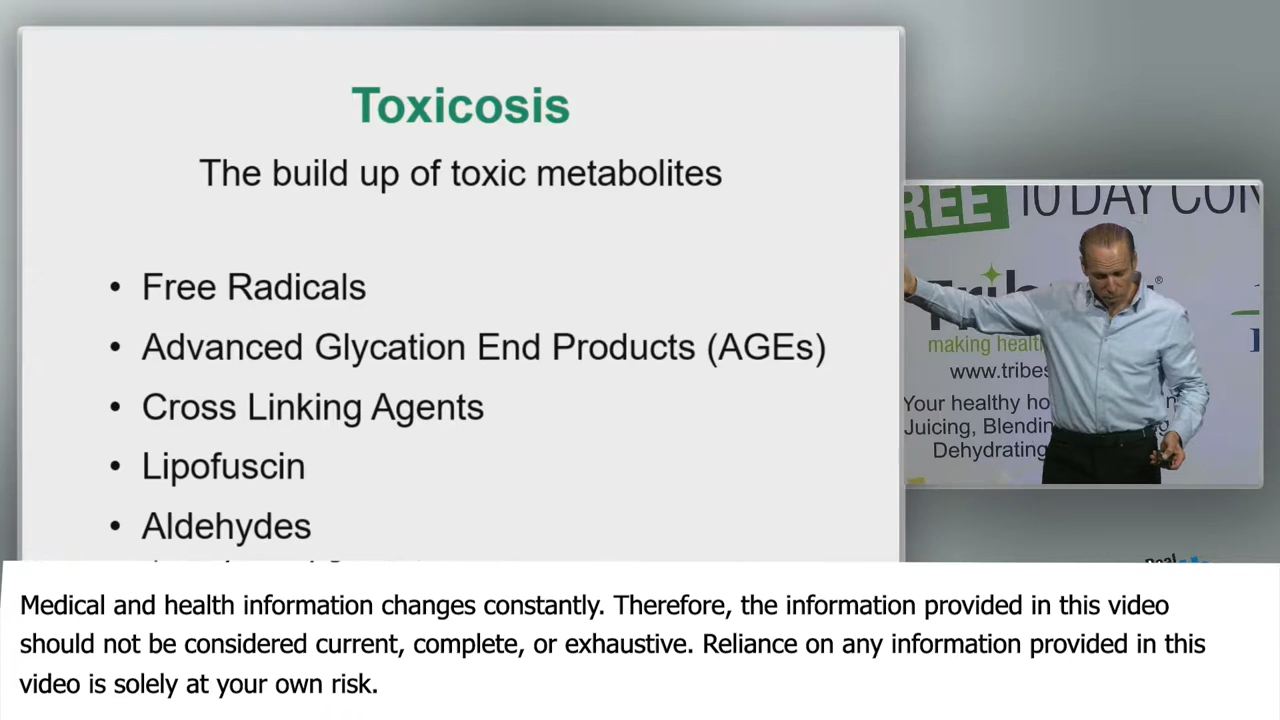 Toxicosis
The build up of toxic metabolites
• Free Radicals
• Advanced Glycation End Products (AGEs)
• Cross Linking Agents
• Lipofuscin
• Aldehydes
REE 10 DAY CON
making healt
www.tribes
Your healthy ho
Juicing, Blendin
Dehydrating
Medical and health information changes constantly. Therefore, the information provided in this video
should not be considered current, complete, or exhaustive. Reliance on any information provided in this
video is solely at your own risk.